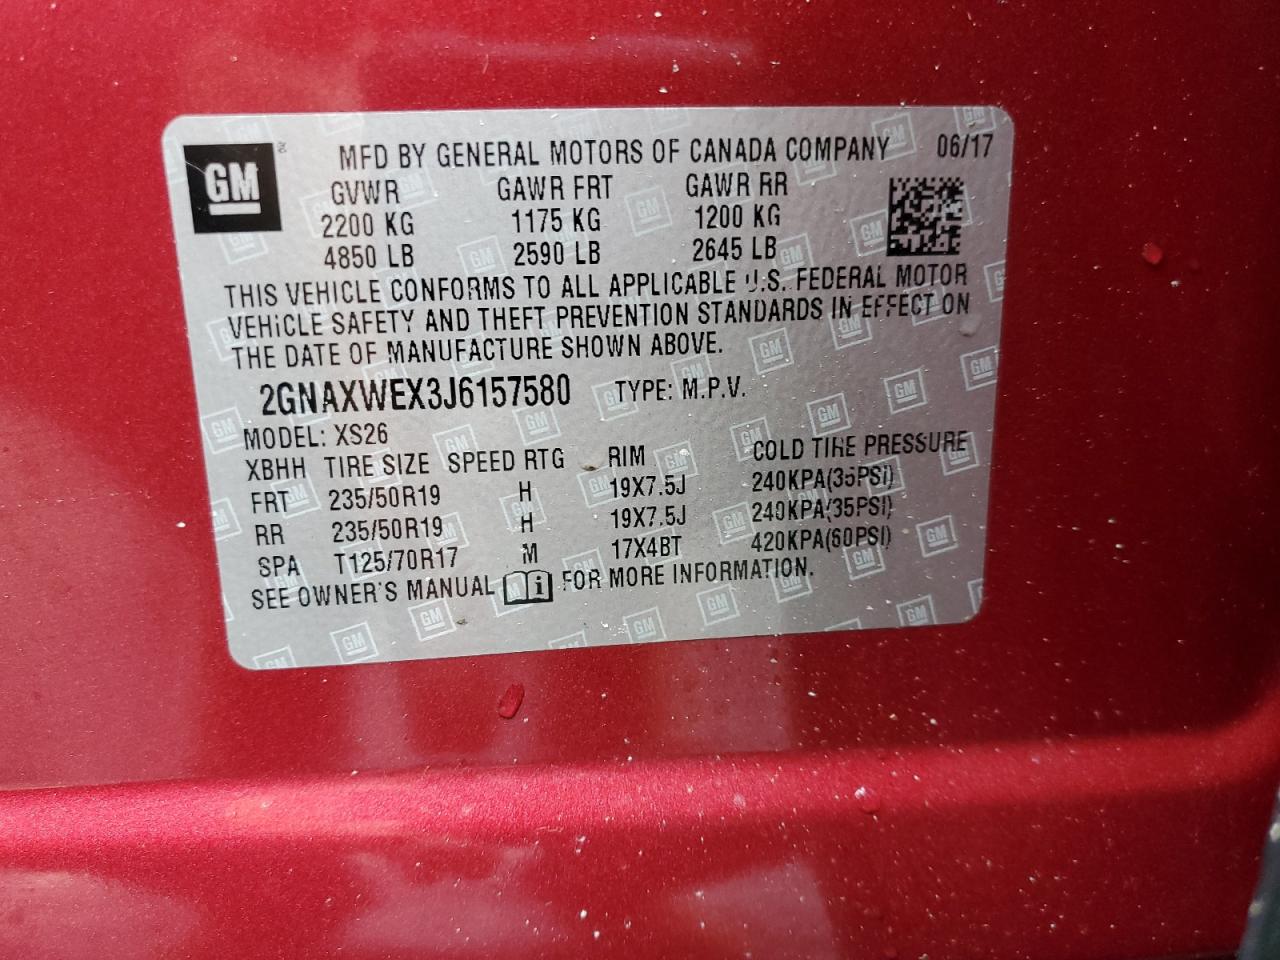 GM
MFD BY GENERAL MOTORS OF CANADA COMPANY 06/17
GVWR GAWR FRT GAWR RR
2200 KG 1175 KG 1200 KG
4850 LB 2590 LB 2645 LB
THIS VEHICLE CONFORMS TO ALL APPLICABLE U.S. FEDERAL MOTOR
VEHICLE SAFETY AND THEFT PREVENTION STANDARDS IN EFFECT ON
THE DATE OF MANUFACTURE SHOWN ABOVE.
2GNAXWEX3J6157580 TYPE: M.P.V.
MODEL: XS26
XBHH TIRE SIZE SPEED RTG RIM COLD TIRE PRESSURE
FRT 235/50R19 H 19X7.5J 240KPA(35PSI)
RR 235/50R19 H 19X7.5J 240KPA(35PSI)
SPA T125/70R17 M 17X4BT 420KPA(60PSI)
SEE OWNER'S MANUAL i FOR MORE INFORMATION.